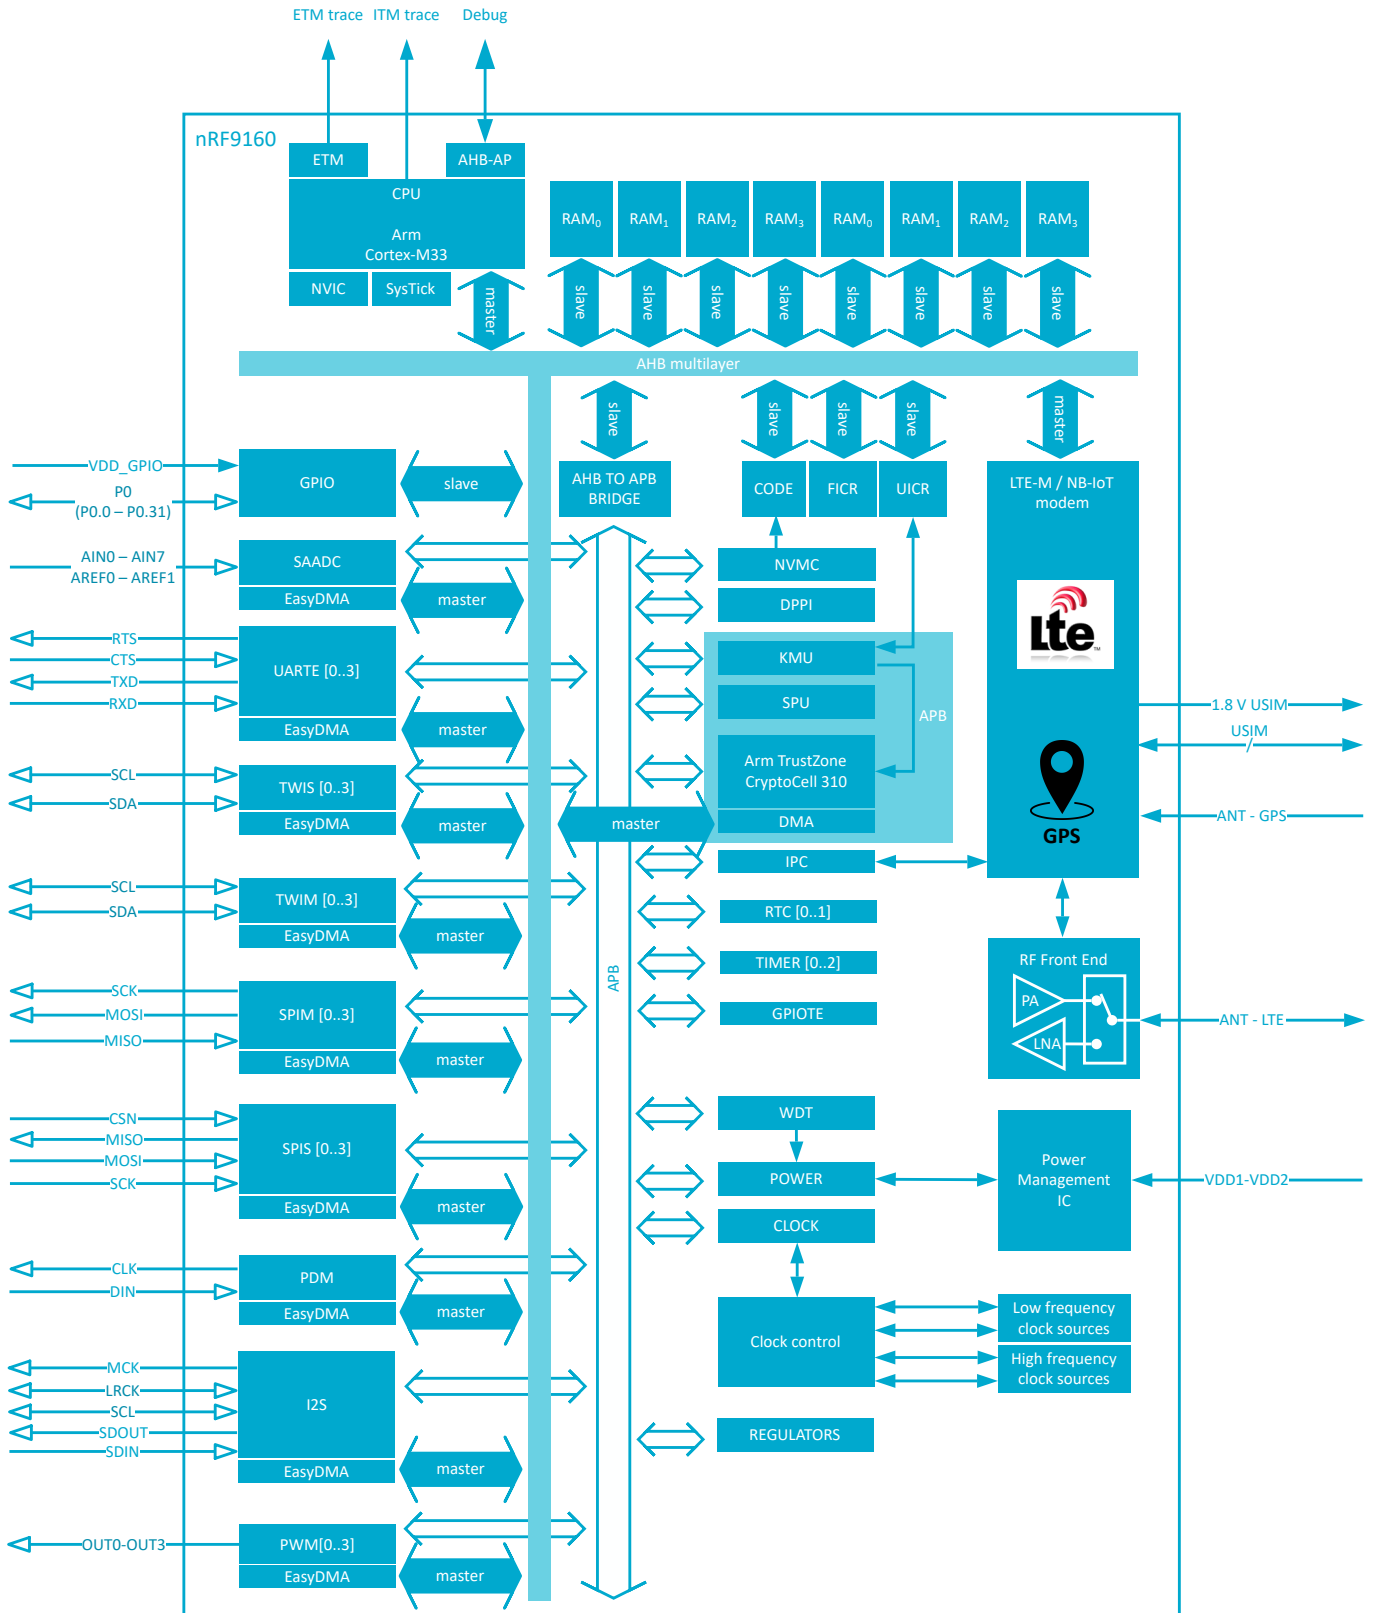 ETM trace
ITM trace
Debug
nRF9160
ETM
AHB-AP
CPU
Arm
Cortex-M33
NVIC
SysTick
master
RAM0
RAM1
RAM2
RAM3
RAM0
RAM1
RAM2
RAM3
slave
slave
slave
slave
slave
slave
slave
slave
AHB multilayer
slave
slave
slave
slave
master
VDD_GPIO
P0
(P0.0 – P0.31)
GPIO
slave
AHB TO APB
BRIDGE
CODE
FICR
UICR
LTE-M / NB-IoT
modem
AIN0 – AIN7
AREF0 – AREF1
SAADC
EasyDMA
master
NVMC
DPPI
Lte
TM
RTS
CTS
TXD
RXD
UARTE [0..3]
EasyDMA
master
KMU
SPU
APB
1.8 V USIM
USIM
/
SCL
SDA
TWIS [0..3]
EasyDMA
master
Arm TrustZone
CryptoCell 310
DMA
master
GPS
ANT - GPS
IPC
SCL
SDA
TWIM [0..3]
EasyDMA
master
RTC [0..1]
TIMER [0..2]
GPIOTE
APB
RF Front End
PA
LNA
ANT - LTE
SCK
MOSI
MISO
SPIM [0..3]
EasyDMA
master
CSN
MISO
MOSI
SCK
SPIS [0..3]
EasyDMA
master
WDT
POWER
CLOCK
Power
Management
IC
VDD1-VDD2
CLK
DIN
PDM
EasyDMA
master
Clock control
Low frequency
clock sources
High frequency
clock sources
MCK
LRCK
SCL
SDOUT
SDIN
I2S
EasyDMA
master
REGULATORS
OUT0-OUT3
PWM[0..3]
EasyDMA
master